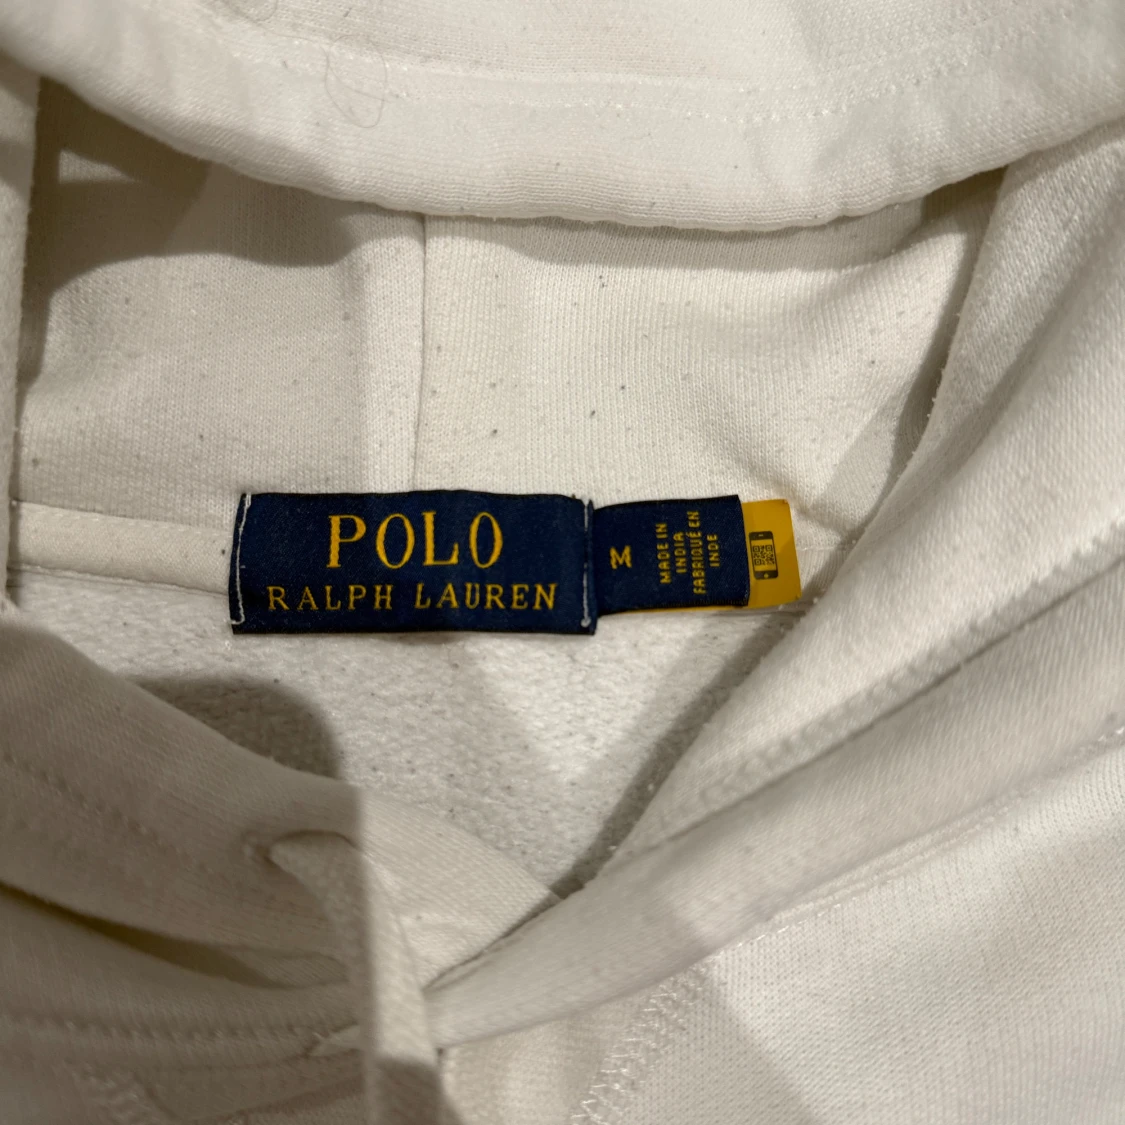 POLO
RALPH LAUREN
M
MADE IN
INDIA
FABRIQUÉ EN
INDE